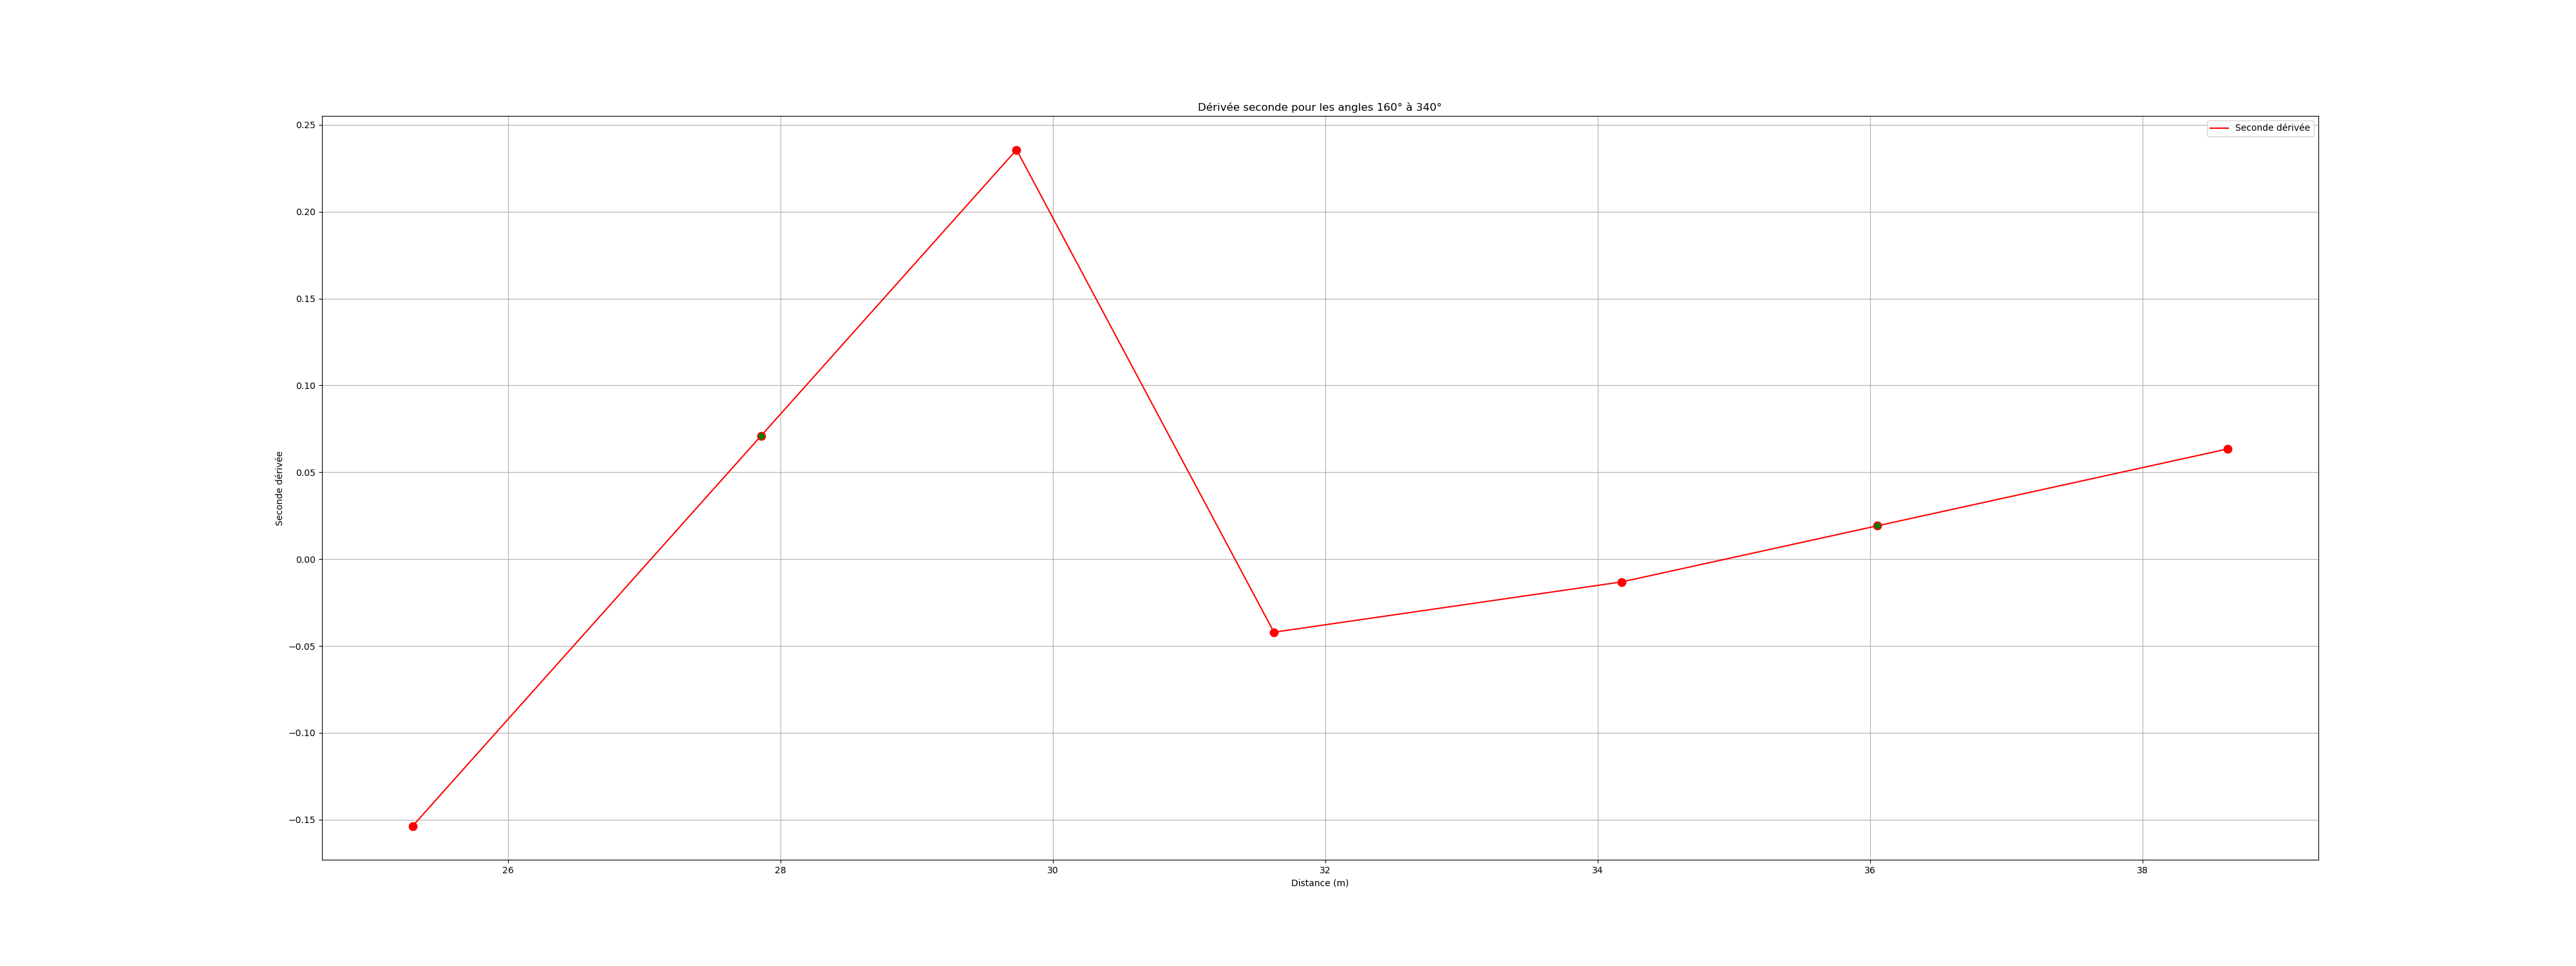 Dérivée seconde pour les angles 160° à 340°
Seconde dérivée
0.25
0.20
0.15
0.10
0.05
0.00
−0.05
−0.10
−0.15
Seconde dérivée
26 28 30 32 34 36 38
Distance (m)